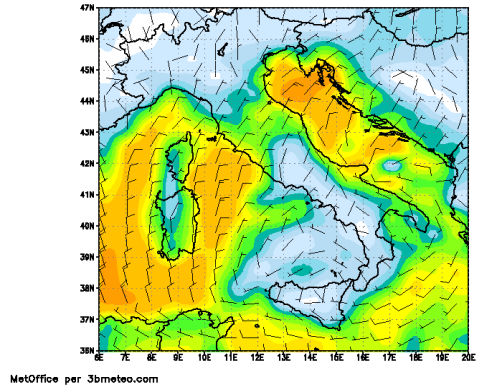 47N
46N
45N
44N
43N
42N
41N
40N
39N
38N
37N
36N
6E 7E 8E 9E 10E 11E 12E 13E 14E 15E 16E 17E 18E 19E 20E
MetOffice per 3bmeteo.com